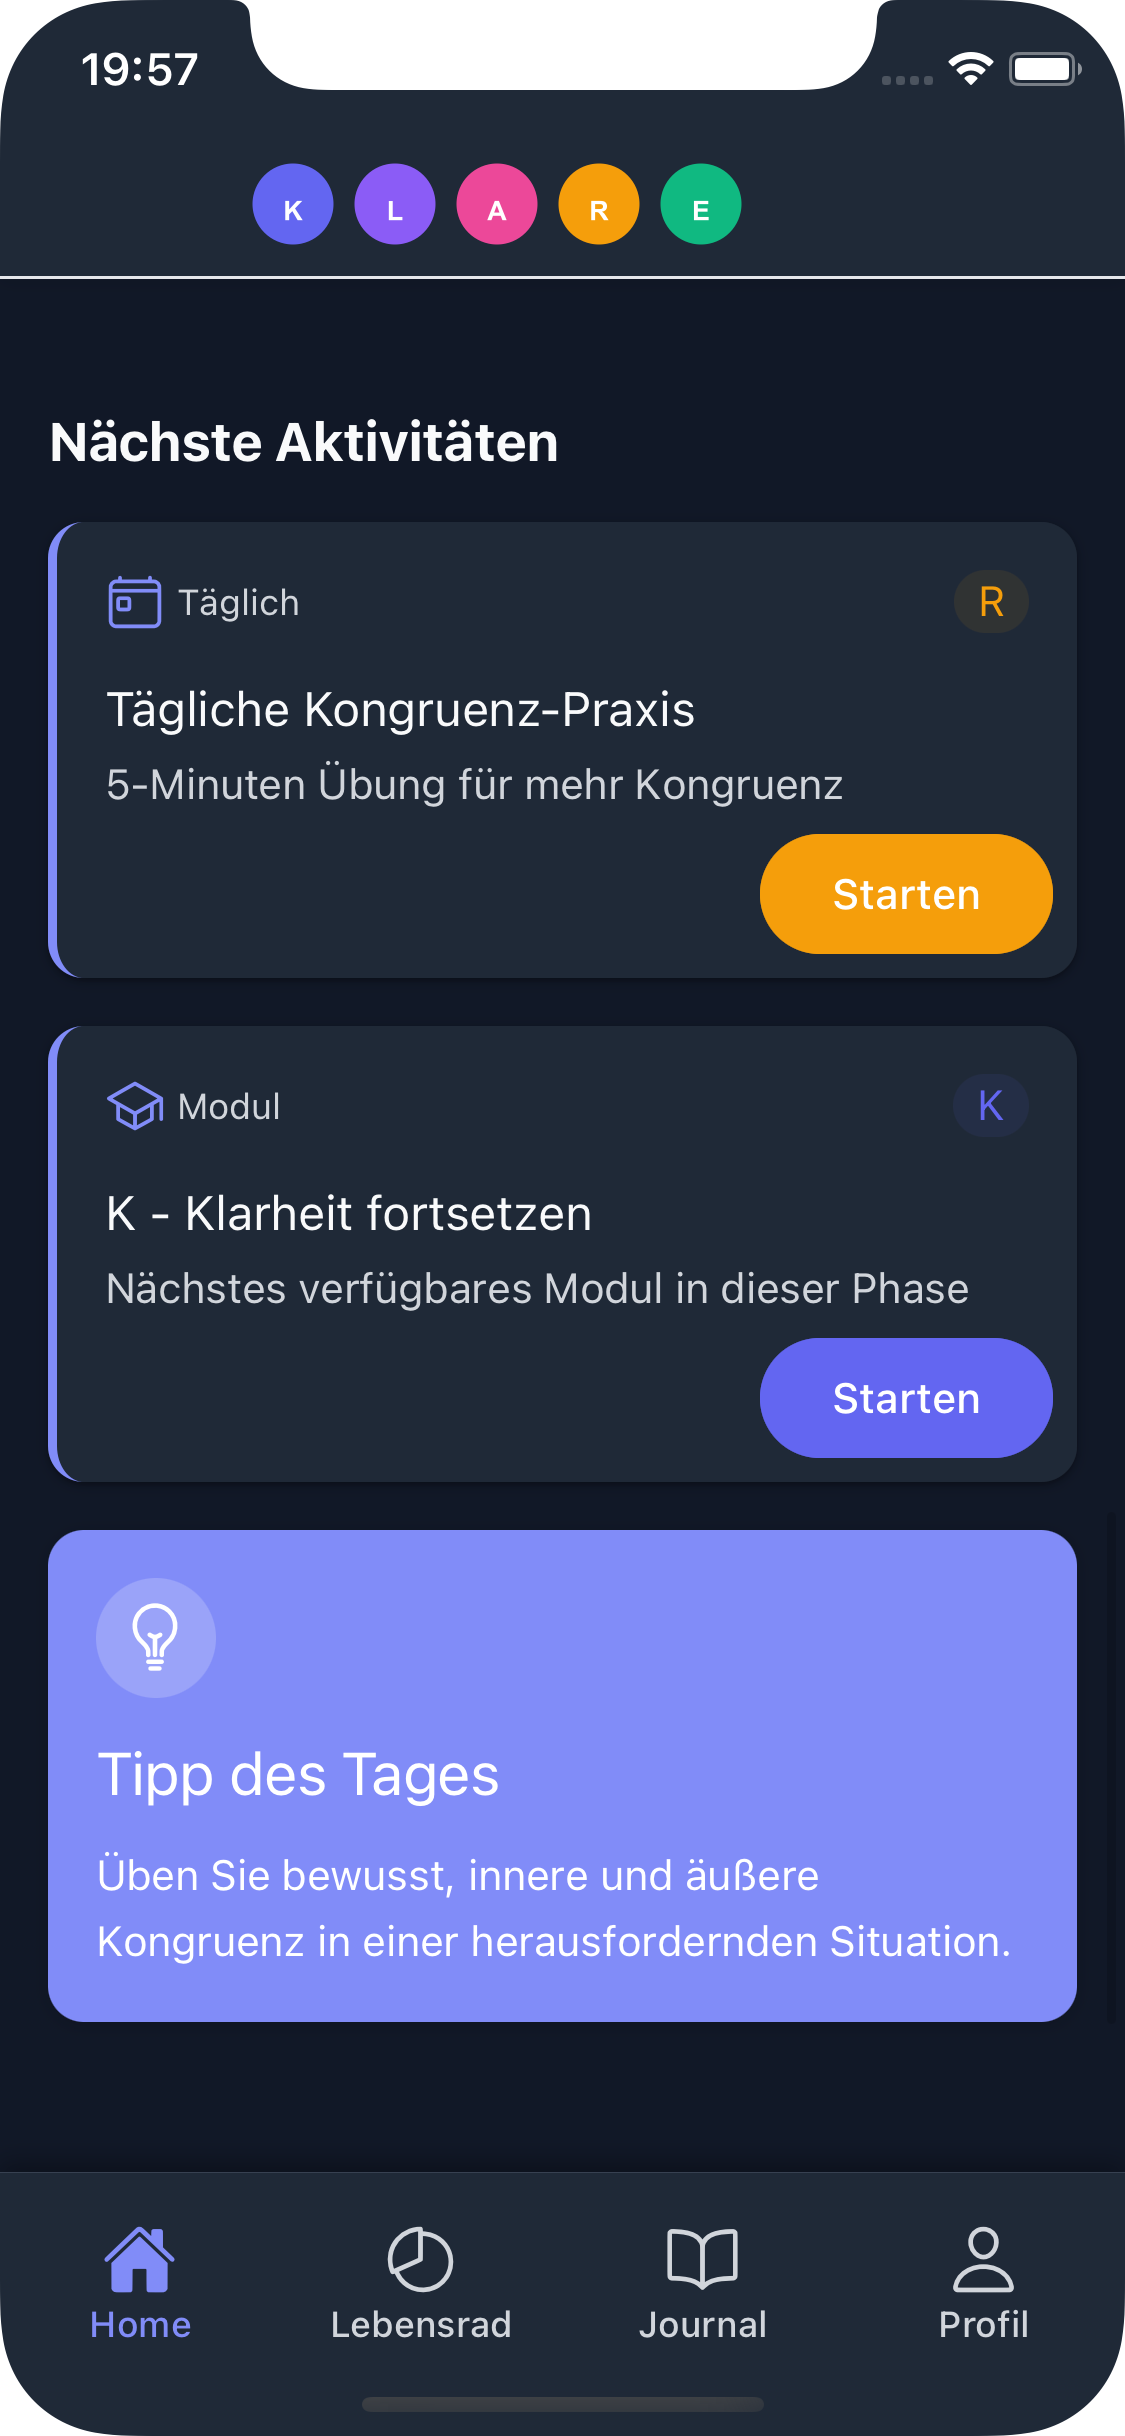 19:57
K L A R E
Nächste Aktivitäten
Täglich
R
Tägliche Kongruenz-Praxis
5-Minuten Übung für mehr Kongruenz
Starten
Modul
K
K - Klarheit fortsetzen
Nächstes verfügbares Modul in dieser Phase
Starten
Tipp des Tages
Üben Sie bewusst, innere und äußere
Kongruenz in einer herausfordernden Situation.
Home Lebensrad Journal Profil